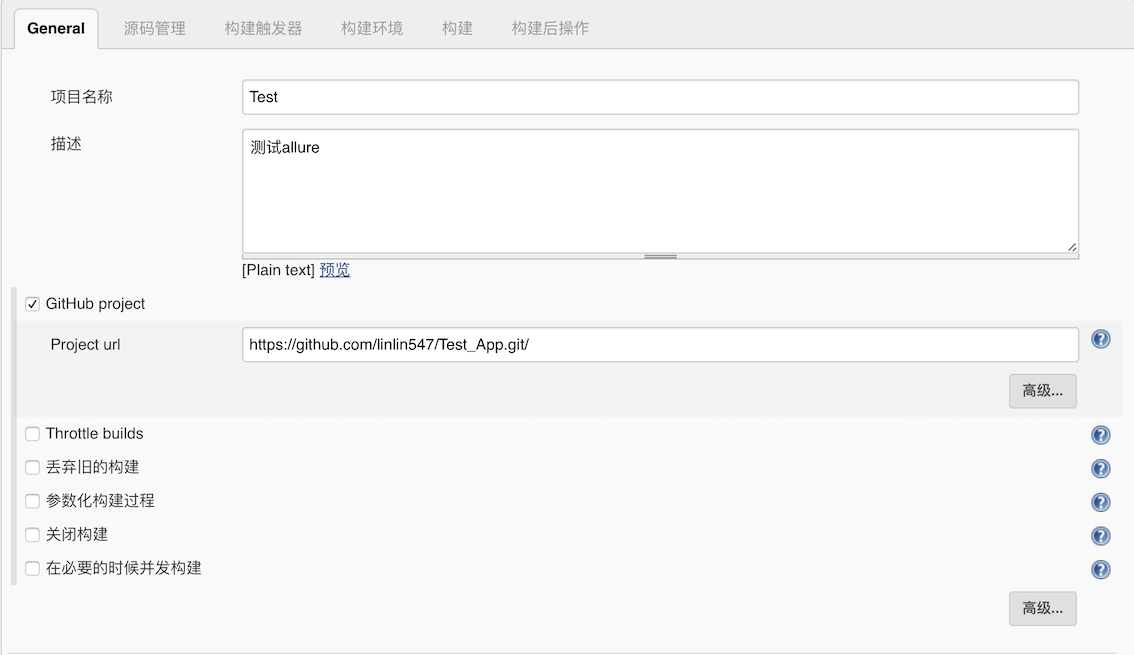 General 源码管理 构建触发器 构建环境 构建 构建后操作
项目名称 Test
描述 测试allure
[Plain text] 预览
GitHub project
Project url https://github.com/linlin547/Test_App.git/
高级...
Throttle builds
丢弃旧的构建
参数化构建过程
关闭构建
在必要的时候并发构建
高级...